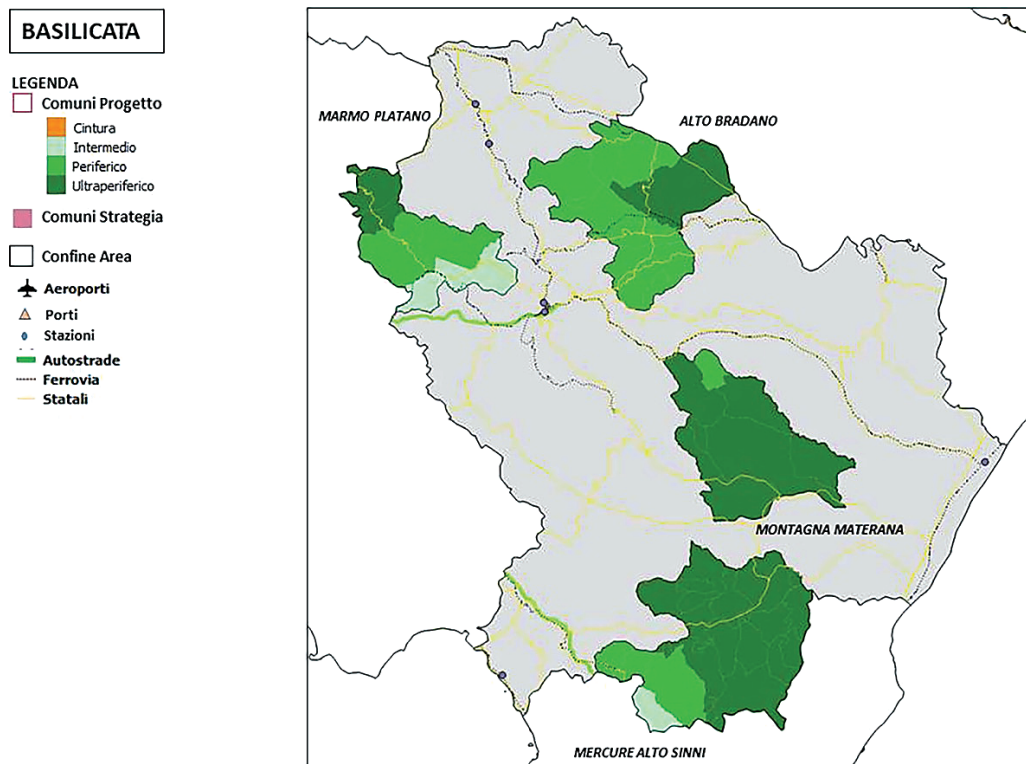 BASILICATA
LEGENDA
Comuni Progetto
Cintura
Intermedio
Periferico
Ultraperiferico
Comuni Strategia
Confine Area
Aeroporti
Porti
Stazioni
Autostrade
Ferrovia
Statali
MARMO PLATANO
ALTO BRADANO
MONTAGNA MATERANA
MERCURE ALTO SINNI